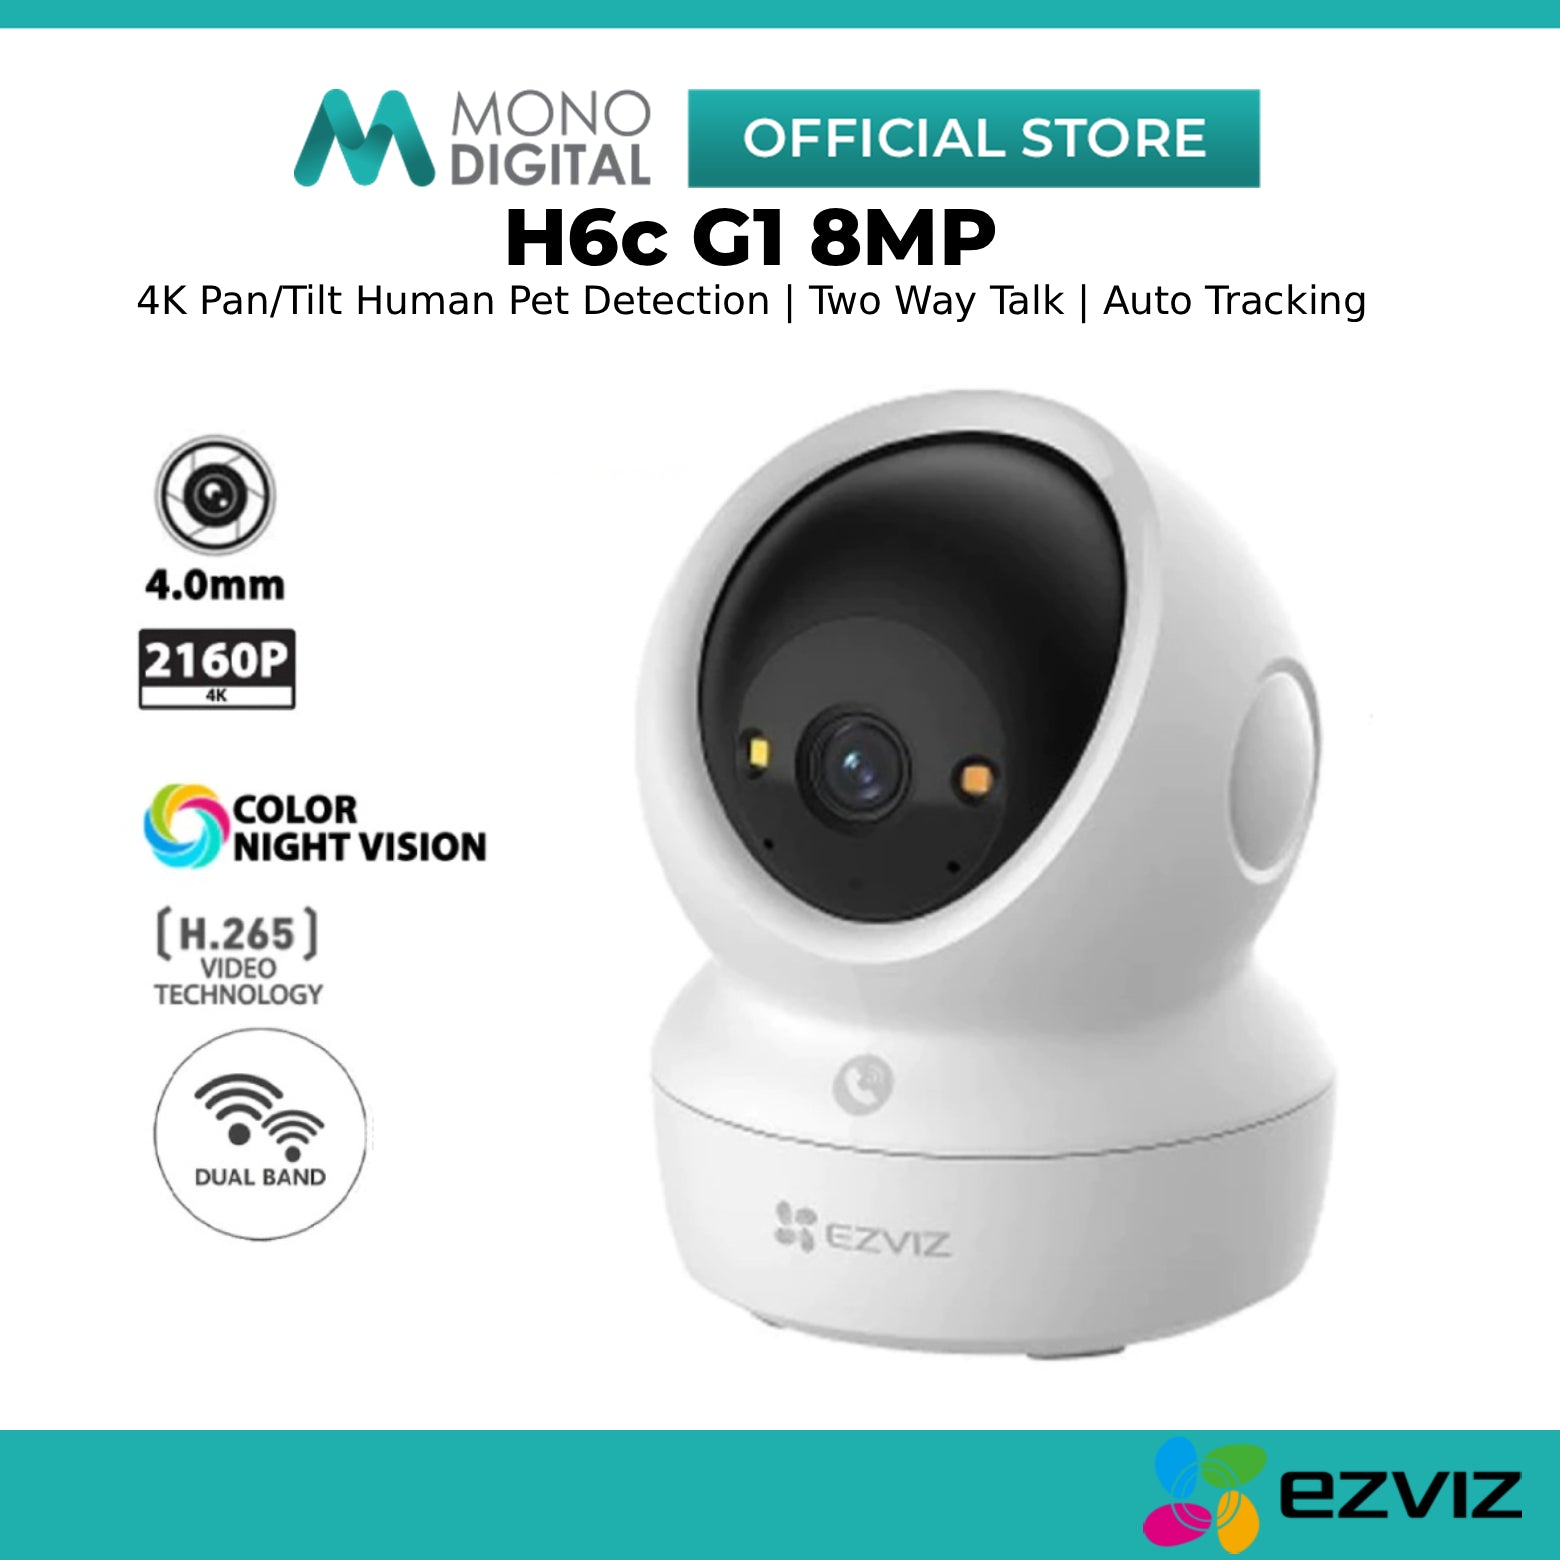 MONO
DIGITAL
OFFICIAL STORE
H6c G1 8MP
4K Pan/Tilt Human Pet Detection | Two Way Talk | Auto Tracking
4.0mm
2160P
4K
COLOR
NIGHT VISION
[H.265]
VIDEO
TECHNOLOGY
DUAL BAND
EZVIZ
ezviz